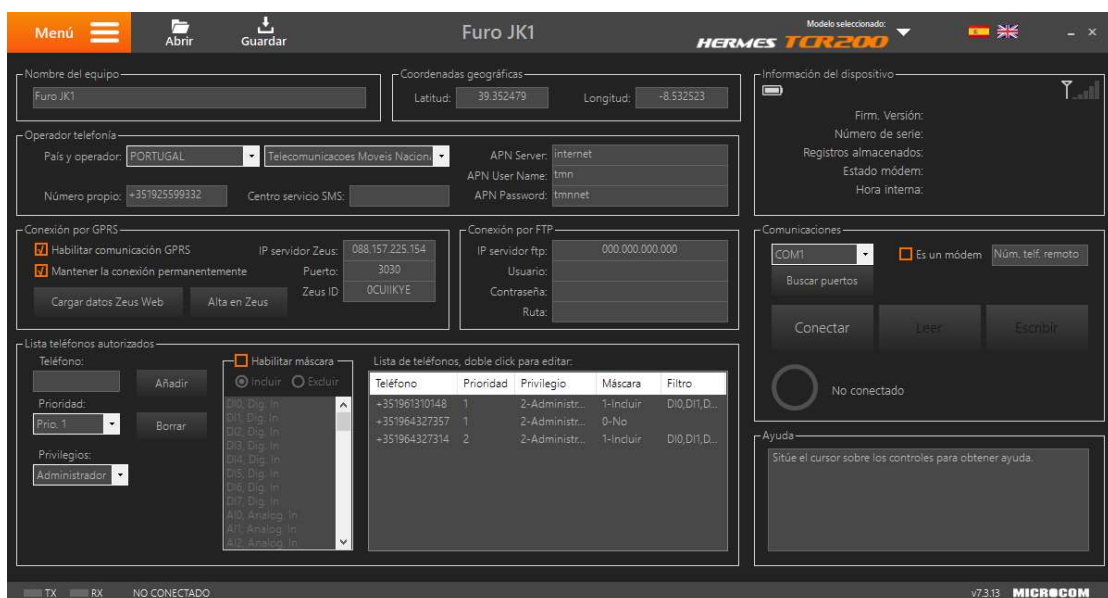 Menú
Abrir
Guardar
Furo JK1
Modelo seleccionado:
HERMES TCR200
Nombre del equipo
Furo JK1
Coordenadas geográficas
Latitud: 39.352479 Longitud: -8.532523
Operador telefonía
País y operador: PORTUGAL Telecomunicacoes Moveis Nacion
Número propio: +351925599332 Centro servicio SMS:
APN Server: internet
APN User Name: tmn
APN Password: tmnnet
Conexión por GPRS
Habilitar comunicación GPRS
Mantener la conexión permanentemente
Cargar datos Zeus Web Alta en Zeus
IP servidor Zeus: 088.157.225.154
Puerto: 3030
Zeus ID 0CUIIKYE
Conexión por FTP
IP servidor ftp: 000.000.000.000
Usuario:
Contraseña:
Ruta:
Lista teléfonos autorizados
Teléfono:
Añadir
Prioridad:
Prio. 1
Borrar
Privilegios:
Administrador
Habilitar máscara
Incluir Excluir
DI0, Dig. In
DI1, Dig. In
DI2, Dig. In
DI3, Dig. In
DI4, Dig. In
DI5, Dig. In
DI6, Dig. In
DI7, Dig. In
AI0, Analog. In
AI1, Analog. In
AI2, Analog. In
Lista de teléfonos, doble click para editar:
Teléfono Prioridad Privilegio Máscara Filtro
+351961310148 1 2-Administr... 1-Incluir DI0,DI1,D...
+351964327357 1 2-Administr... 0-No
+351964327314 2 2-Administr... 1-Incluir DI0,DI1,D...
Información del dispositivo
Firm. Versión:
Número de serie:
Registros almacenados:
Estado módem:
Hora interna:
Comunicaciones
COM1
Es un módem Núm. telf. remoto
Buscar puertos
Conectar Leer Escribir
No conectado
Ayuda
Sitúe el cursor sobre los controles para obtener ayuda.
TX RX NO CONECTADO
v7.3.13 MICROCOM